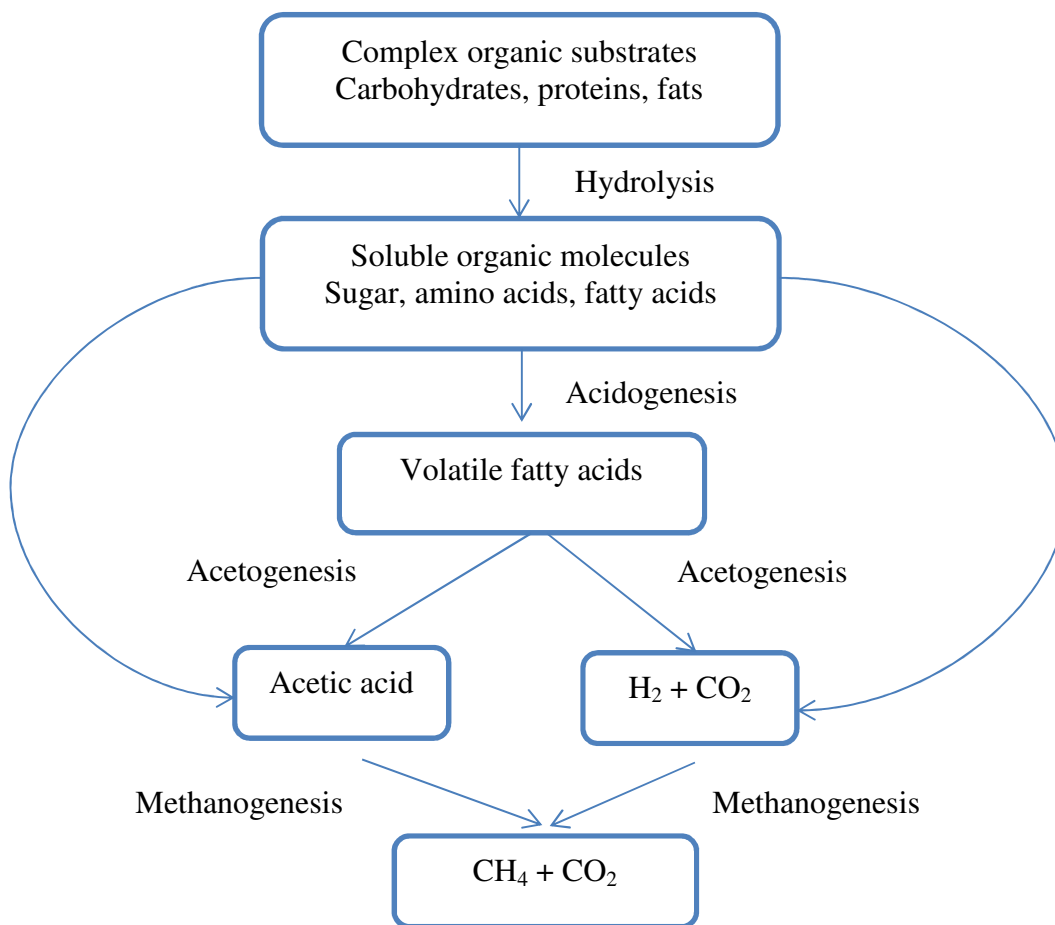 Complex organic substrates
Carbohydrates, proteins, fats
Hydrolysis
Soluble organic molecules
Sugar, amino acids, fatty acids
Acidogenesis
Volatile fatty acids
Acetogenesis
Acetogenesis
Acetic acid
H₂ + CO₂
Methanogenesis
Methanogenesis
CH₄ + CO₂